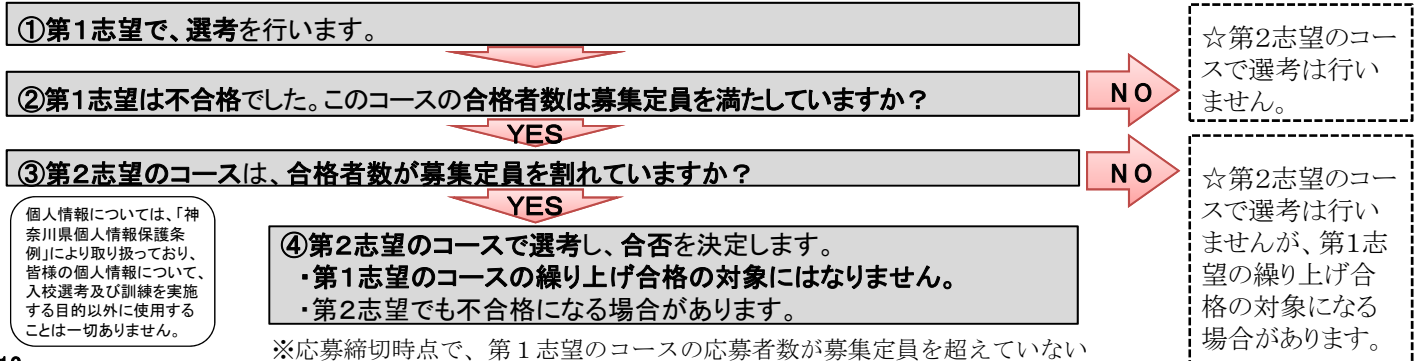 ①第1志望で、選考を行います。
②第1志望は不合格でした。このコースの合格者数は募集定員を満たしていますか?
NO
☆第2志望のコー
スで選考は行い
ません。
YES
③第2志望のコースは、合格者数が募集定員を割れていますか?
NO
☆第2志望のコー
スで選考は行い
ませんが、第1志
望の繰り上げ合
格の対象になる
場合があります。
YES
④第2志望のコースで選考し、合否を決定します。
・第1志望のコースの繰り上げ合格の対象にはなりません。
・第2志望でも不合格になる場合があります。
個人情報については、「神
奈川県個人情報保護条
例」により取り扱っており、
皆様の個人情報について、
入校選考及び訓練を実施
する目的以外に使用する
ことは一切ありません。
※応募締切時点で、第1志望のコースの応募者数が募集定員を超えていない